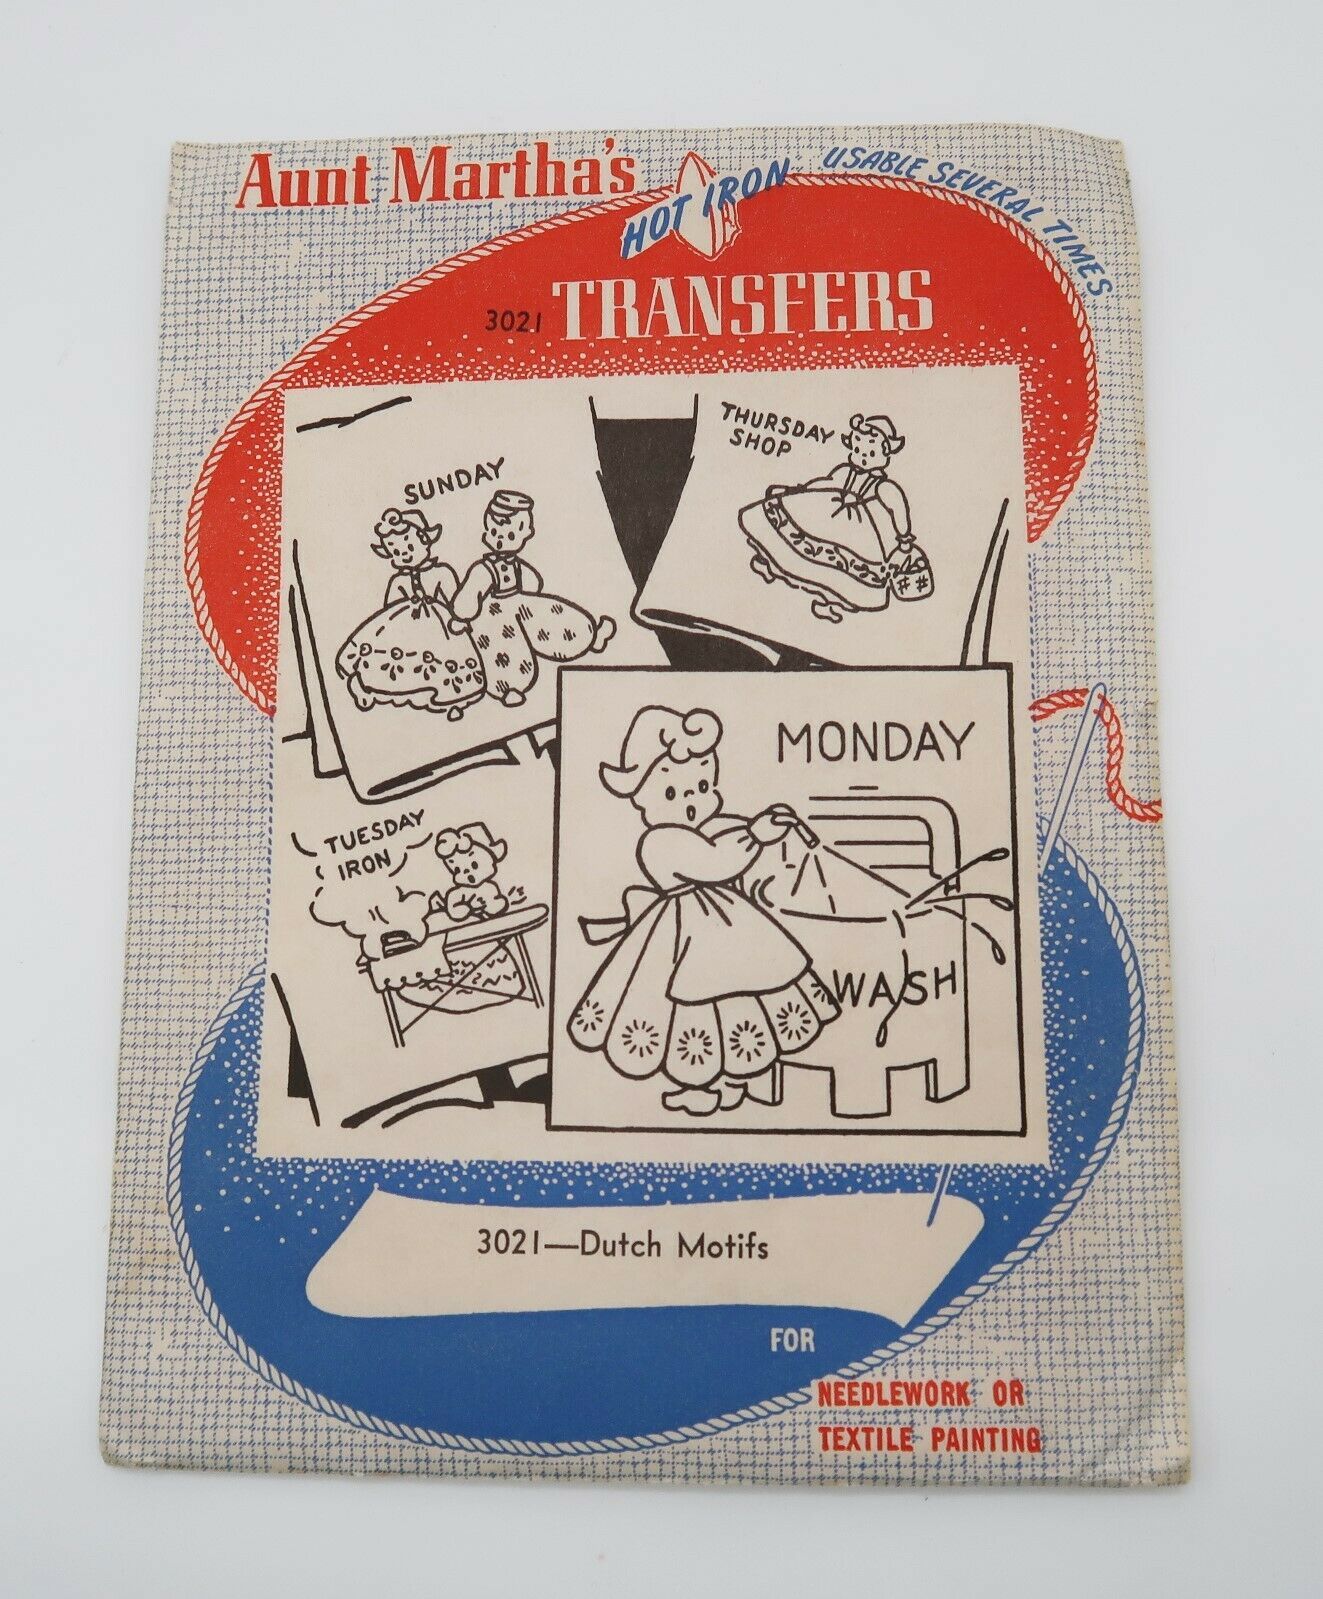 Aunt Martha's
HOT IRON
USABLE SEVERAL TIMES
3021 TRANSFERS
SUNDAY
THURSDAY
SHOP
MONDAY
WASH
TUESDAY
IRON
3021—Dutch Motifs
FOR
NEEDLEWORK OR
TEXTILE PAINTING